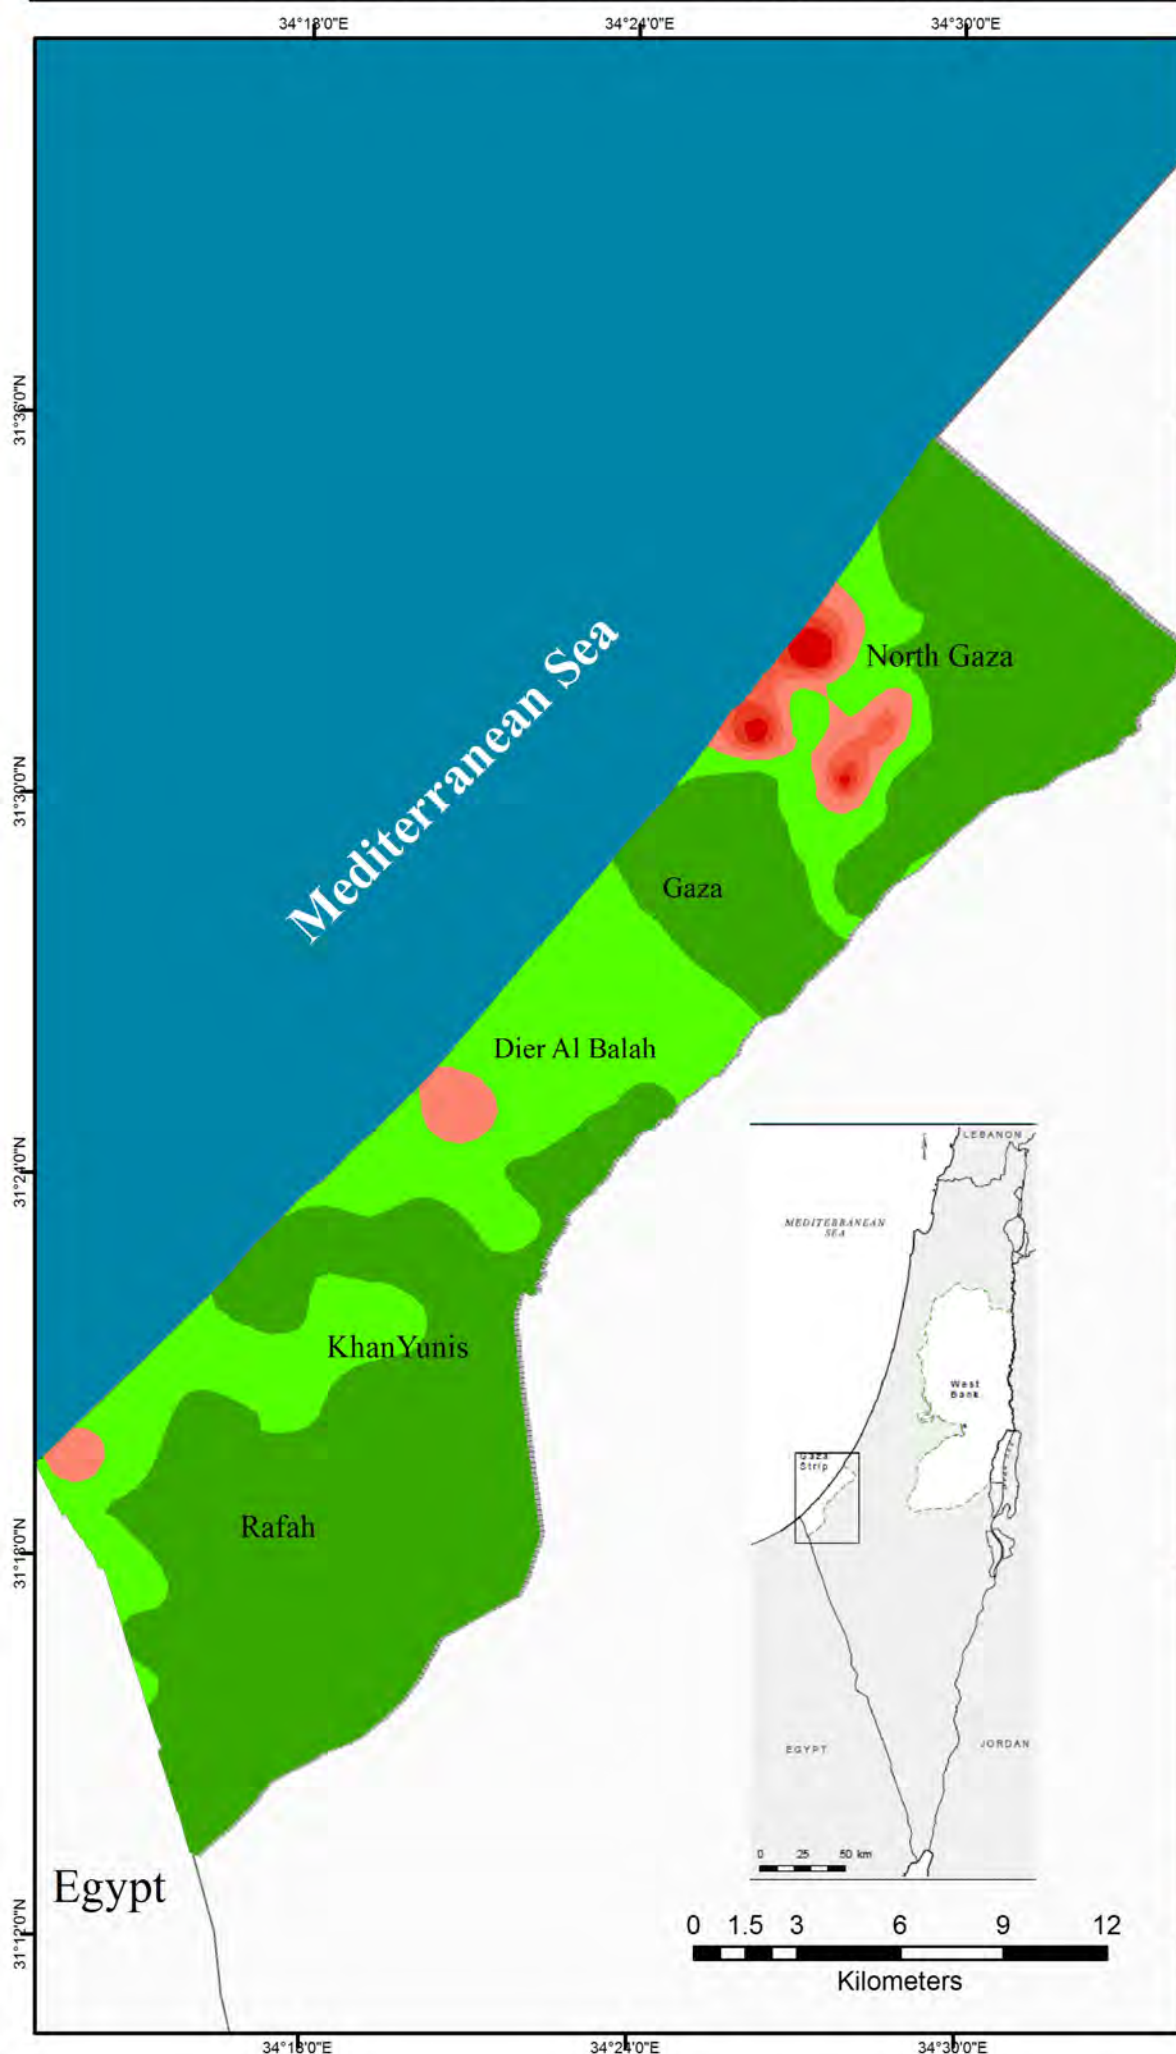 34°18'0"E 34°24'0"E 34°30'0"E
31°36'0"N
Mediterranean Sea
North Gaza
31°30'0"N
Gaza
Dier Al Balah
31°24'0"N
LEBANON
MEDITERRANEAN
SEA
KhanYunis
West
Bank
Gaza
Strip
Rafah
31°18'0"N
EGYPT
JORDAN
0 25 50 km
Egypt
31°12'0"N
0 1.5 3 6 9 12
Kilometers
34°18'0"E 34°24'0"E 34°30'0"E